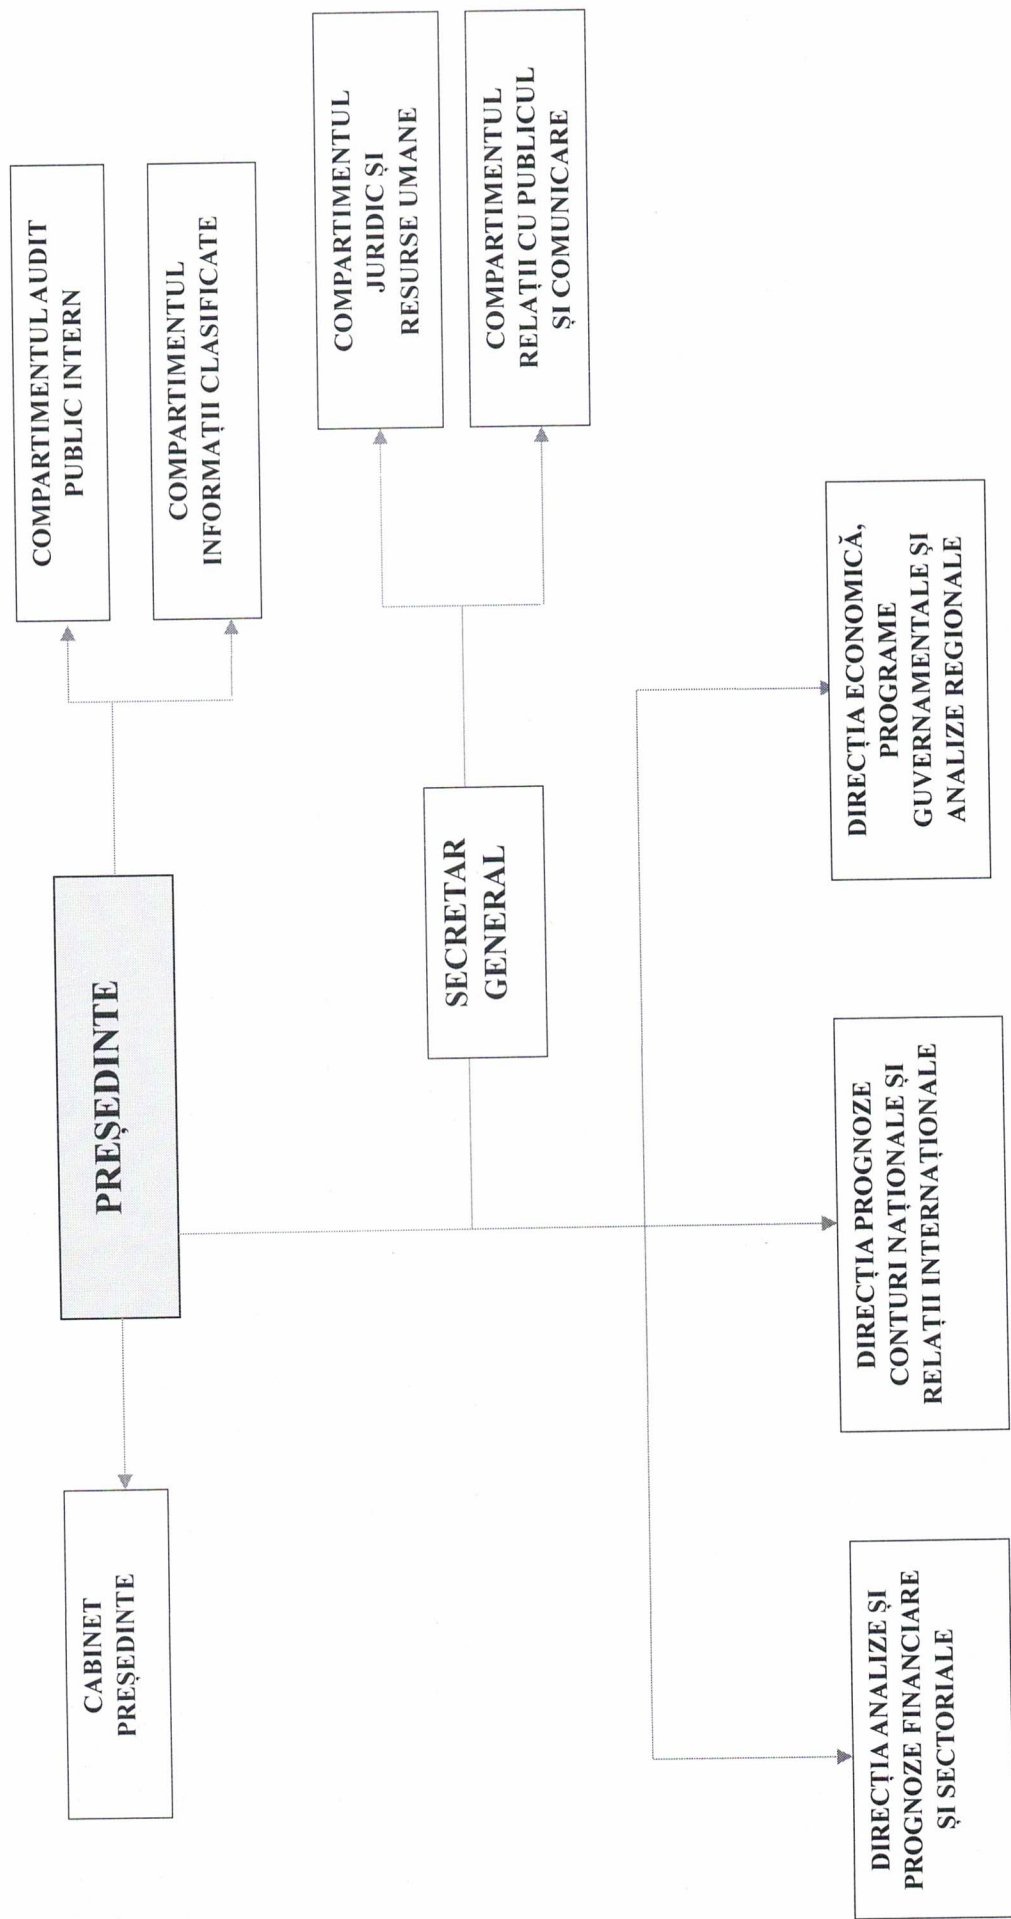 CABINET
PREȘEDINTE
PREȘEDINTE
COMPARTIMENTUL AUDIT
PUBLIC INTERN
COMPARTIMENTUL
INFORMAȚII CLASIFICATE
SECRETAR
GENERAL
COMPARTIMENTUL
JURIDIC ȘI
RESURSE UMANE
COMPARTIMENTUL
RELAȚII CU PUBLICUL
ȘI COMUNICARE
DIRECȚIA ANALIZE ȘI
PROGNOZE FINANCIARE
ȘI SECTORIALE
DIRECȚIA PROGNOZE
CONTURI NAȚIONALE ȘI
RELAȚII INTERNAȚIONALE
DIRECȚIA ECONOMICĂ,
PROGRAME
GUVERNAMENTALE ȘI
ANALIZE REGIONALE